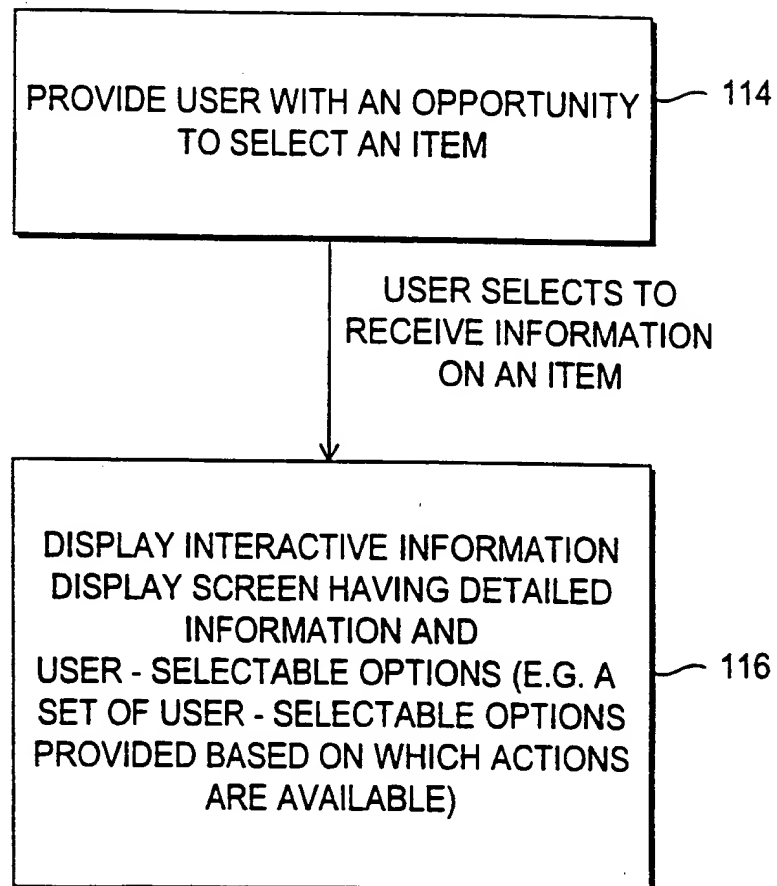 PROVIDE USER WITH AN OPPORTUNITY
TO SELECT AN ITEM
114
USER SELECTS TO
RECEIVE INFORMATION
ON AN ITEM
DISPLAY INTERACTIVE INFORMATION
DISPLAY SCREEN HAVING DETAILED
INFORMATION AND
USER - SELECTABLE OPTIONS (E.G. A
SET OF USER - SELECTABLE OPTIONS
PROVIDED BASED ON WHICH ACTIONS
ARE AVAILABLE)
116